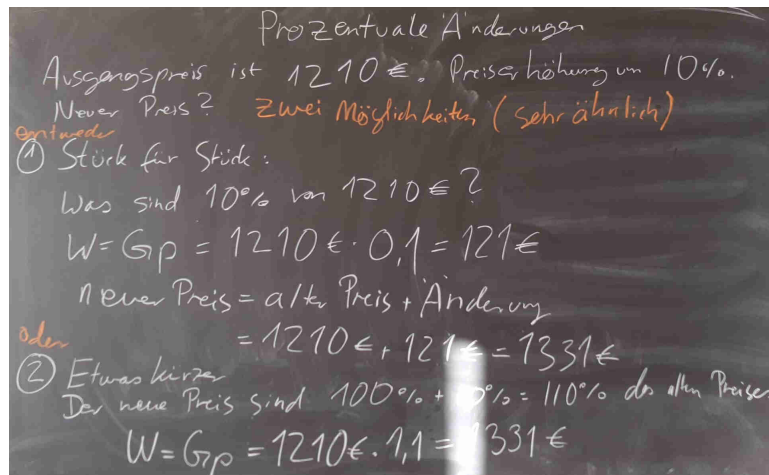 Prozentuale Änderungen
Ausgangspreis ist 1210 €. Preiserhöhung um 10%.
Neuer Preis? Zwei Möglichkeiten (sehr ähnlich)
entweder
① Stück für Stück:
Was sind 10% von 1210 €?
W = Gp = 1210 € · 0,1 = 121 €
neuer Preis = alter Preis + Änderung
= 1210 € + 121 € = 1331 €
oder
② Etwas kürzer
Der neue Preis sind 100% + 10% = 110% des alten Preises
W = Gp = 1210 € · 1,1 = 1331 €